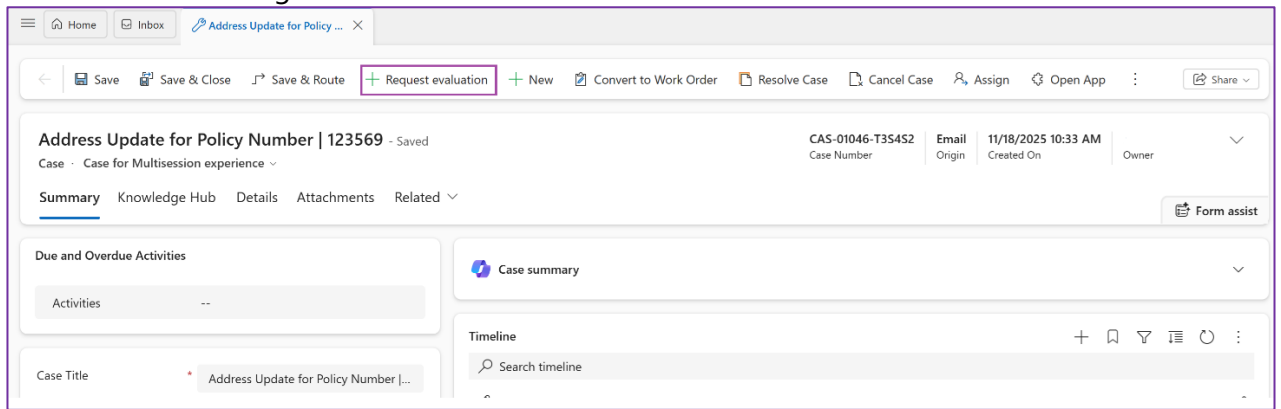 Home Inbox Address Update for Policy ...
Save Save & Close Save & Route Request evaluation New Convert to Work Order Resolve Case Cancel Case Assign Open App Share
Address Update for Policy Number | 123569 - Saved
Case · Case for Multisession experience
CAS-01046-T3S4S2 Email 11/18/2025 10:33 AM
Case Number Origin Created On Owner
Summary Knowledge Hub Details Attachments Related
Form assist
Due and Overdue Activities
Activities --
Case summary
Timeline
Search timeline
Case Title * Address Update for Policy Number |...